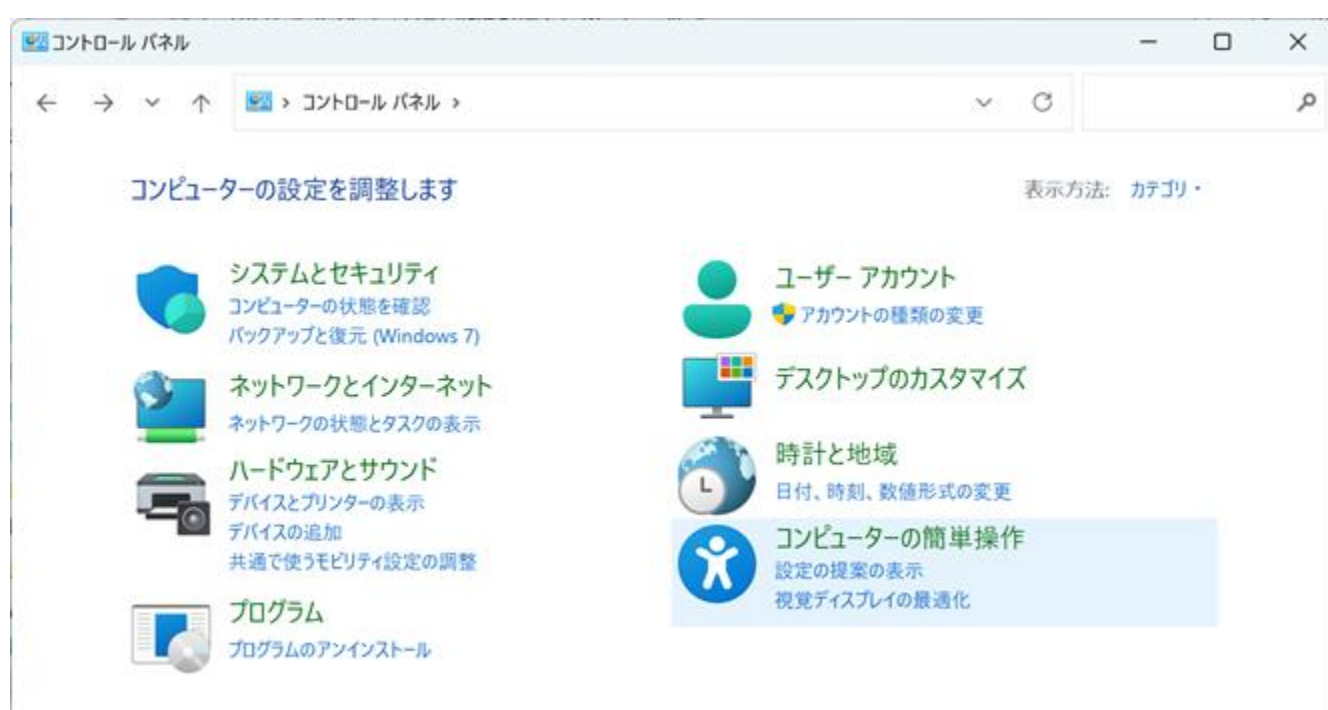 コントロール パネル
コントロール パネル
コンピューターの設定を調整します
表示方法: カテゴリ
システムとセキュリティ
コンピューターの状態を確認
バックアップと復元 (Windows 7)
ネットワークとインターネット
ネットワークの状態とタスクの表示
ハードウェアとサウンド
デバイスとプリンターの表示
デバイスの追加
共通で使うモビリティ設定の調整
プログラム
プログラムのアンインストール
ユーザー アカウント
アカウントの種類の変更
デスクトップのカスタマイズ
時計と地域
日付、時刻、数値形式の変更
コンピューターの簡単操作
設定の提案の表示
視覚ディスプレイの最適化